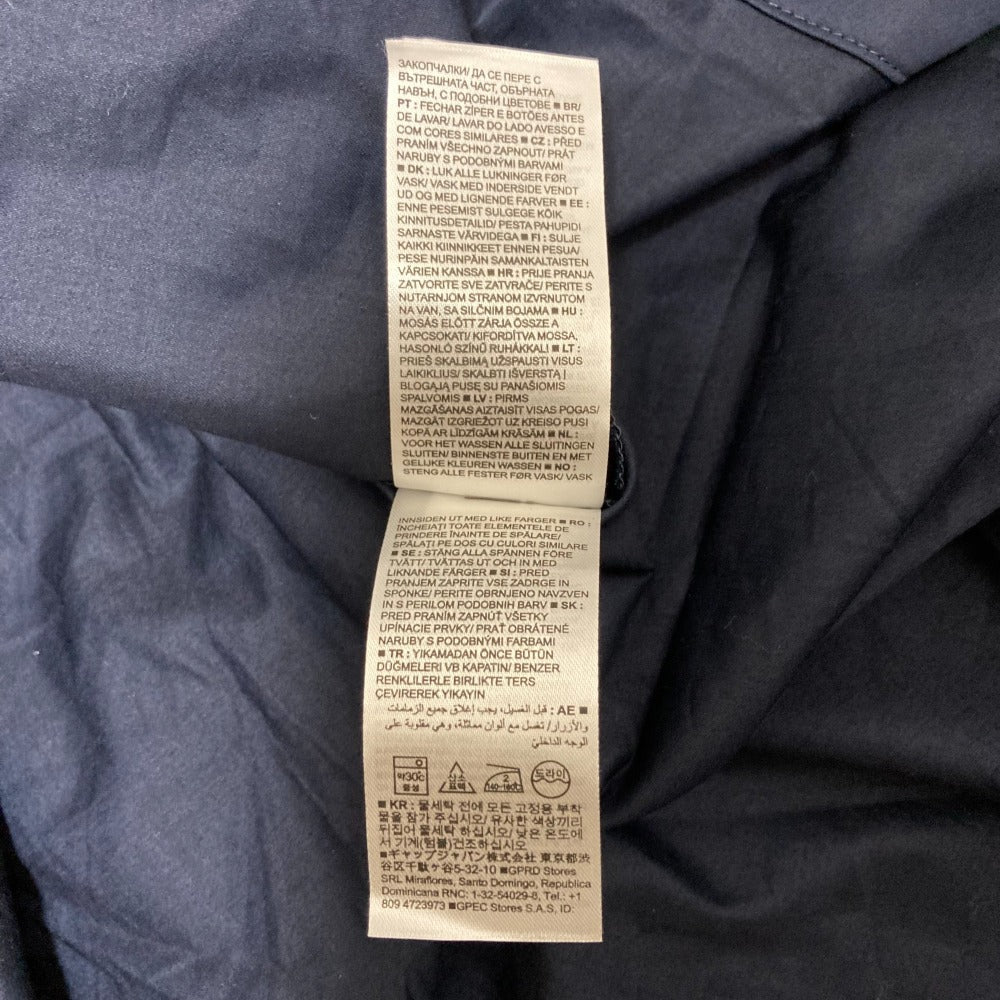 ЗАКОПЧАЛКИ/ ДА СЕ ПЕРЕ С
ВЪТРЕШНАТА ЧАСТ, ОБЪРНАТА
НАВЪН, С ПОДОБНИ ЦВЕТОВЕ ■ BR/
PT : FECHAR ZÍPER E BOTÕES ANTES
DE LAVAR/ LAVAR DO LADO AVESSO E
COM CORES SIMILARES ■ CZ : PŘED
PRANÍM VŠECHNO ZAPNOUT/ PRÁT
NARUBY S PODOBNÝMI BARVAMI
■ DK : LUK ALLE LUKNINGER FØR
VASK/ VASK MED INDERSIDE VENDT
UD OG MED LIGNENDE FARVER ■ EE :
ENNE PESEMIST SULGEGE KÕIK
KINNITUSDETAILID/ PESTA PAHUPIDI
SARNASTE VÄRVIDEGA ■ FI : SULJE
KAIKKI KIINNIKKEET ENNEN PESUA/
PESE NURINPÄIN SAMANKALTAISTEN
VÄRIEN KANSSA ■ HR : PRIJE PRANJA
ZATVORITE SVE ZATVRAČE/ PERITE S
NUTARNJOM STRANOM IZVRNUTOM
NA VAN, SA SILČNIM BOJAMA ■ HU :
MOSÁS ELŐTT ZÁRJA ÖSSZE A
KAPCSOKATI/ KIFORDÍTVA MOSSA,
HASONLÓ SZÍNŰ RUHÁKKALI ■ LT :
PRIEŠ SKALBIMĄ UŽSPAUSTI VISUS
LAIKIKLIUS/ SKALBTI IŠVERSTĄ Į
BLOGĄJĄ PUSĘ SU PANAŠIOMIS
SPALVOMIS ■ LV : PIRMS
MAZGĀŠANAS AIZTAISĪT VISAS POGAS/
MAZGĀT IZGRIEŽOT UZ KREISO PUSI
KOPĀ AR LĪDZĪGĀM KRĀSĀM ■ NL :
VOOR HET WASSEN ALLE SLUITINGEN
SLUITEN/ BINNENSTE BUITEN EN MET
GELIJKE KLEUREN WASSEN ■ NO :
STENG ALLE FESTER FØR VASK/ VASK
INNSIDEN UT MED LIKE FARGER ■ RO :
ÎNCHEIAȚI TOATE ELEMENTELE DE
PRINDERE ÎNAINTE DE SPĂLARE/
SPĂLAȚI PE DOS CU CULORI SIMILARE
■ SE : STÄNG ALLA SPÄNNEN FÖRE
TVÄTT/ TVÄTTAS UT OCH IN MED
LIKNANDE FÄRGER ■ SI : PRED
PRANJEM ZAPRITE VSE ZADRGE IN
SPONKE/ PERITE OBRNJENO NAVZVEN
IN S PERILOM PODOBNIH BARV ■ SK :
PRED PRANÍM ZAPNÚŤ VŠETKY
UPÍNACIE PRVKY/ PRAŤ OBRÁTENÉ
NARUBY S PODOBNÝMI FARBAMI
■ TR : YIKAMADAN ÖNCE BÜTÜN
DÜĞMELERİ VB KAPATIN/ BENZER
RENKLILERLE BIRLIKTE TERS
ÇEVIREREK YIKAYIN
■ AE : قبل الغسيل، يجب إغلاق جميع الزمامات
والأزرار/ تغسل مع ألوان مماثلة، وهي مقلوبة على
الوجه الداخلي
약30℃ 중성 산소 표백 2 140-160℃ 드라이
■ KR : 물세탁 전에 모든 고정용 부착
물을 잠가 주십시오/ 유사한 색상끼리
뒤집어 물세탁 하십시오/ 낮은 온도에
서 기계(텀블)건조하십시오
■ギャップジャパン株式会社 東京都渋
谷区千駄ヶ谷5-32-10 ■GPRD Stores
SRL Miraflores, Santo Domingo, Republica
Dominicana RNC: 1-32-54029-8, Tel.: +1
809 4723973 ■GPEC Stores S.A.S, ID.